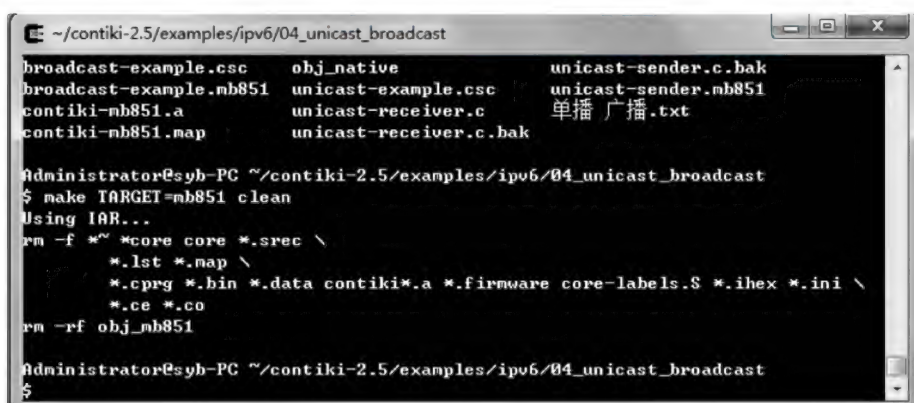 ~/contiki-2.5/examples/ipv6/04_unicast_broadcast
broadcast-example.csc obj_native unicast-sender.c.bak
broadcast-example.mb851 unicast-example.csc unicast-sender.mb851
contiki-mb851.a unicast-receiver.c 单播 广播.txt
contiki-mb851.map unicast-receiver.c.bak
Administrator@syb-PC ~/contiki-2.5/examples/ipv6/04_unicast_broadcast
$ make TARGET=mb851 clean
Using IAR...
rm -f *~ *core core *.srec \
*.lst *.map \
*.cprg *.bin *.data contiki*.a *.firmware core-labels.S *.ihex *.ini \
*.ce *.co
rm -rf obj_mb851
Administrator@syb-PC ~/contiki-2.5/examples/ipv6/04_unicast_broadcast
$